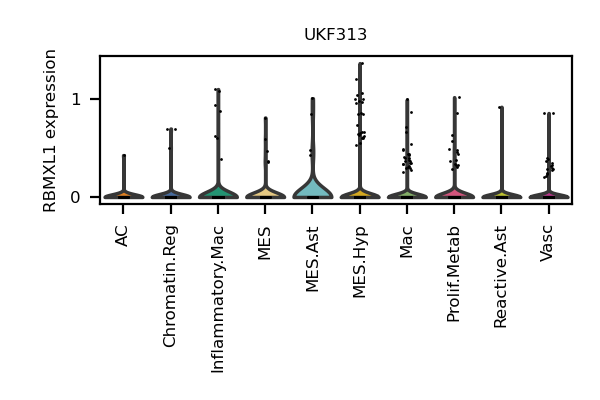 UKF313
RBMXL1 expression
1
0
AC
Chromatin.Reg
Inflammatory.Mac
MES
MES.Ast
MES.Hyp
Mac
Prolif.Metab
Reactive.Ast
Vasc